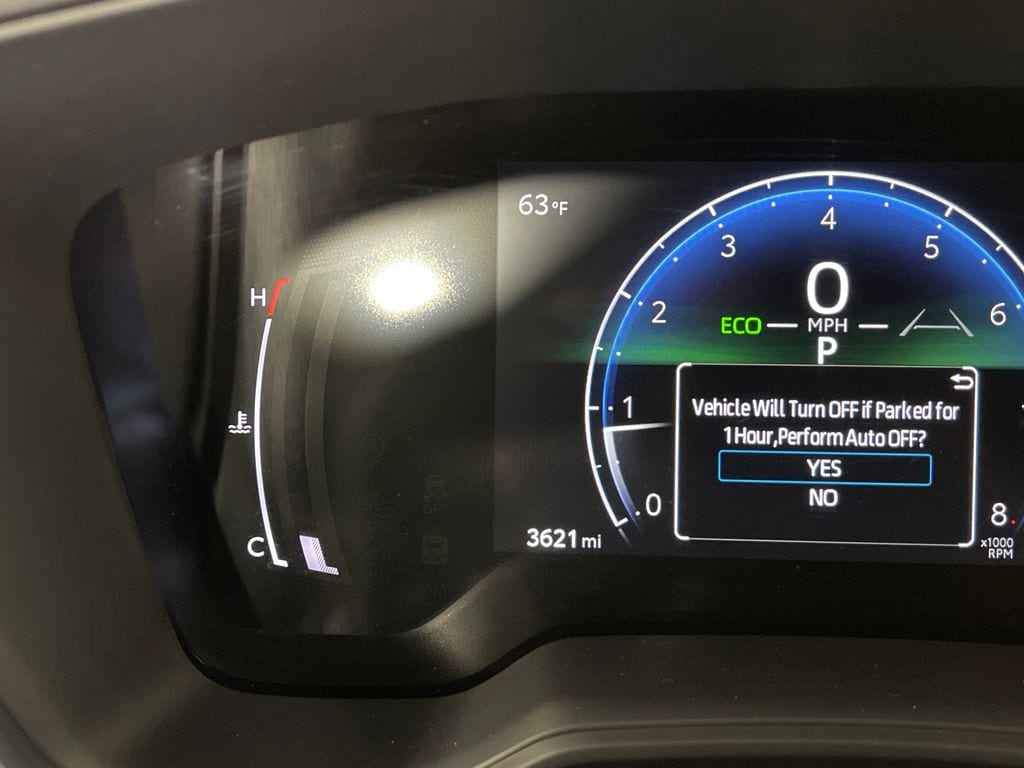 63°F
H
C
3621 mi
0
1
2
3
4
5
6
8
x1000
RPM
0
ECO
MPH
P
Vehicle Will Turn OFF if Parked for
1 Hour,Perform Auto OFF?
YES
NO